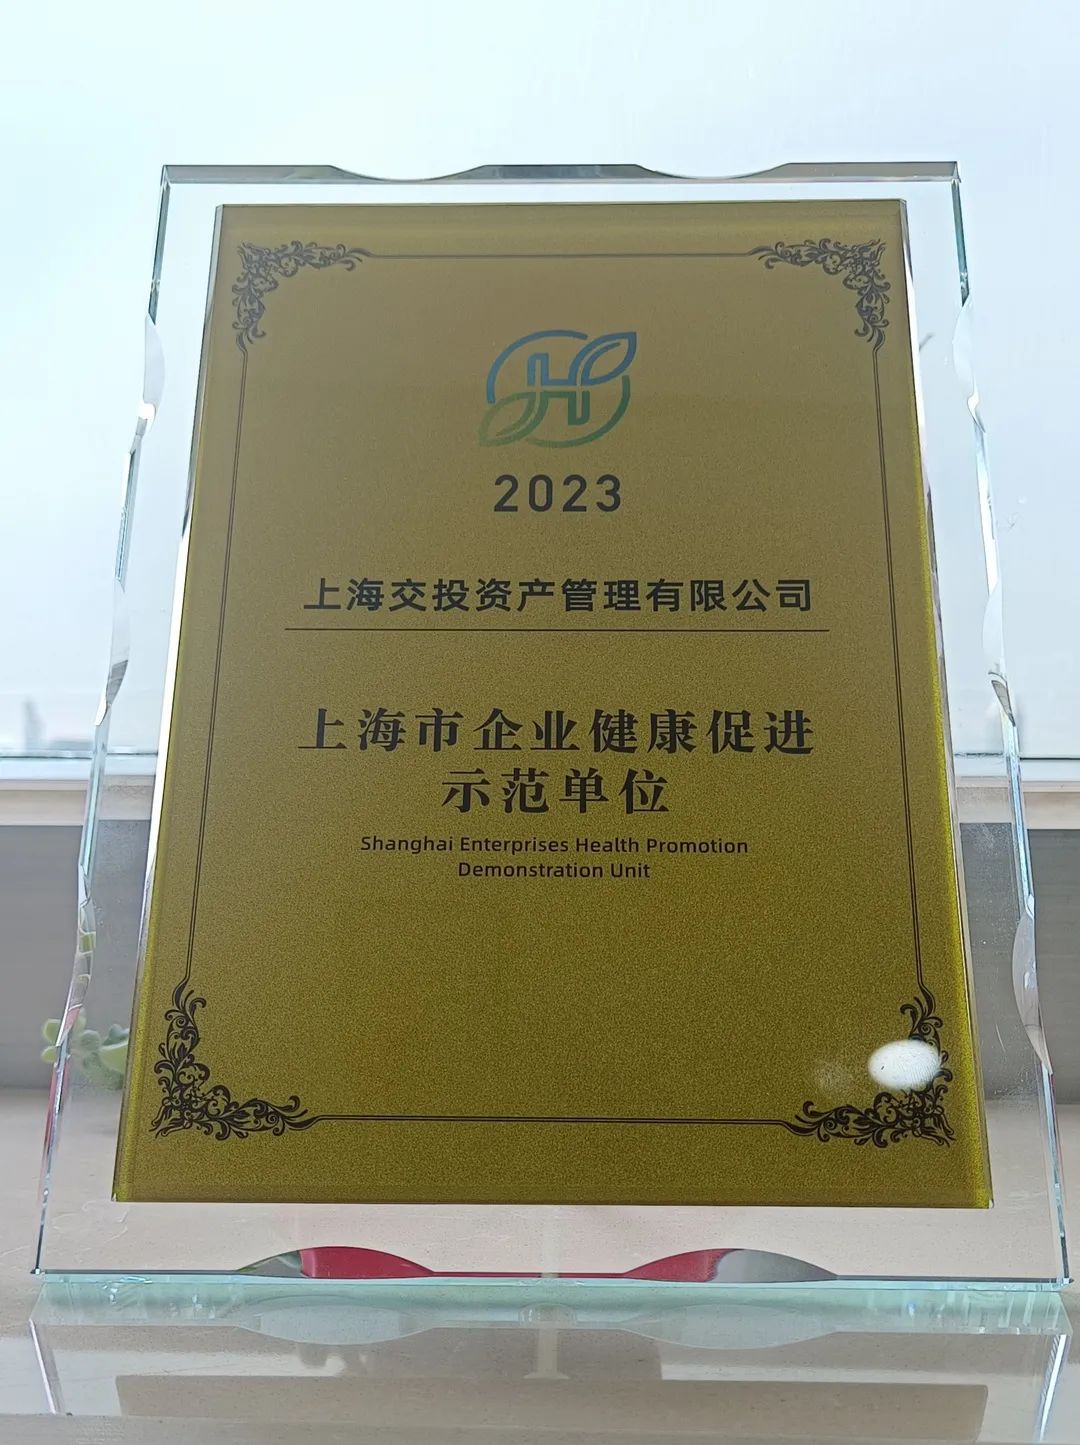 H
2023
上海交投资产管理有限公司
上海市企业健康促进
示范单位
Shanghai Enterprises Health Promotion
Demonstration Unit